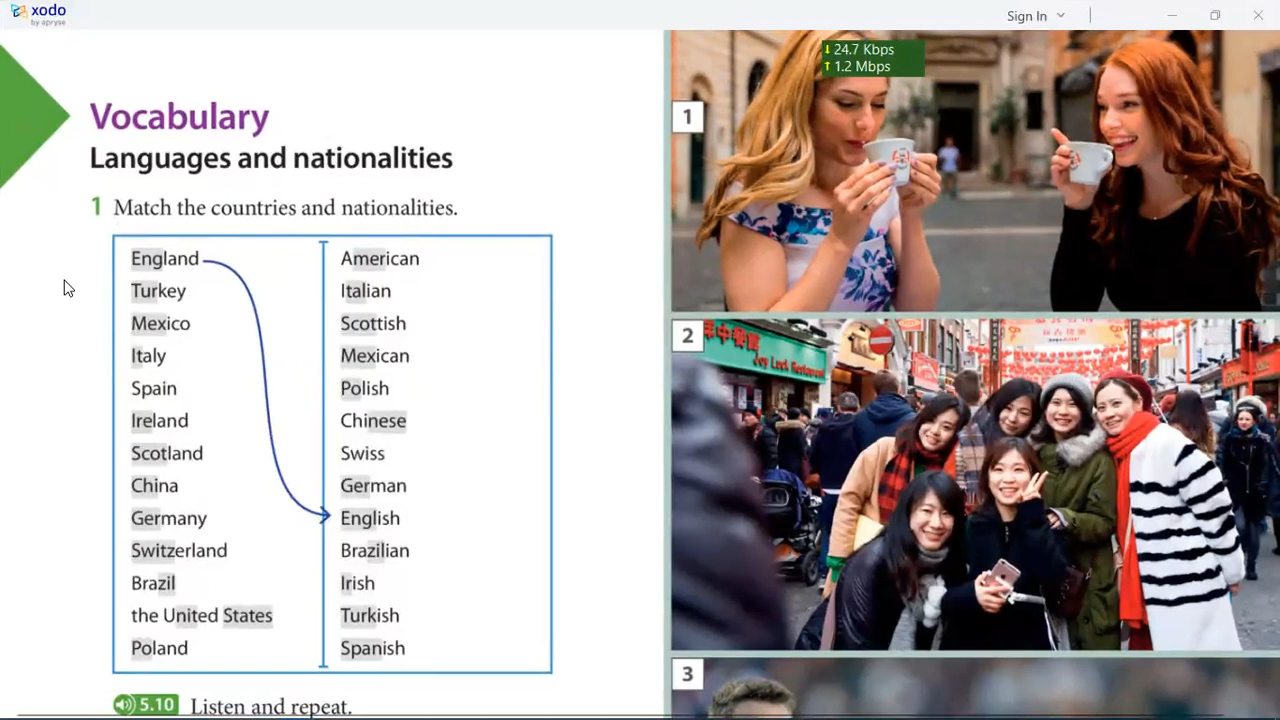 xodo
by apryse
Sign In
24.7 Kbps
1.2 Mbps
Vocabulary
Languages and nationalities
1 Match the countries and nationalities.
England American
Turkey Italian
Mexico Scottish
Italy Mexican
Spain Polish
Ireland Chinese
Scotland Swiss
China German
Germany English
Switzerland Brazilian
Brazil Irish
the United States Turkish
Poland Spanish
5.10 Listen and repeat.
1
2
Joy Luck Restaurant
3